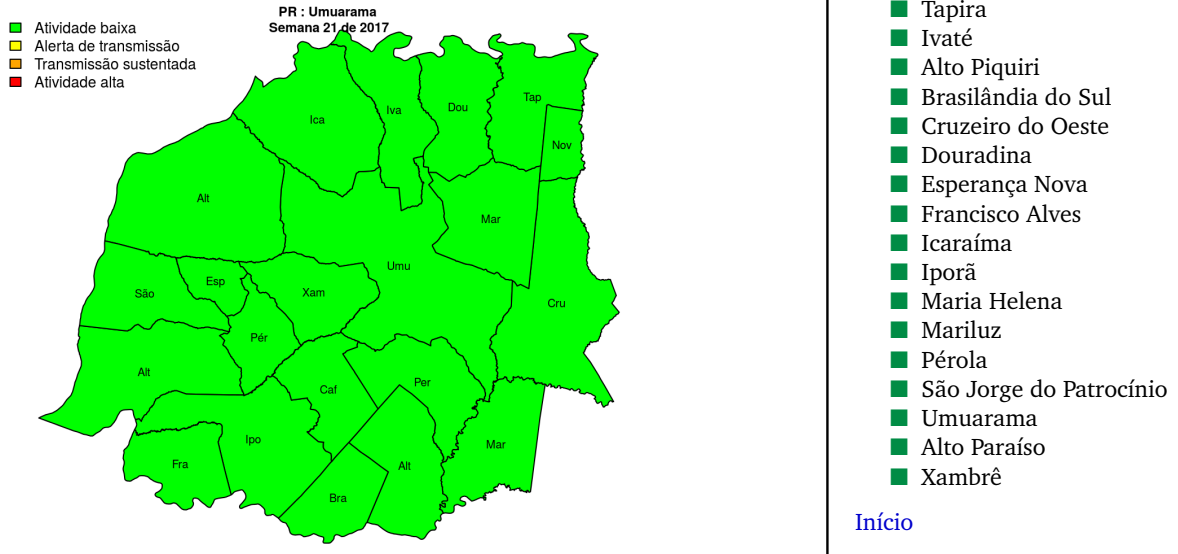 PR : Umuarama
Semana 21 de 2017
Atividade baixa
Alerta de transmissão
Transmissão sustentada
Atividade alta
Ica
Iva
Dou
Tap
Nov
Alt
Mar
Umu
Esp
São
Xam
Cru
Pér
Alt
Caf
Per
Ipo
Mar
Fra
Alt
Bra
Tapira
Ivaté
Alto Piquiri
Brasilândia do Sul
Cruzeiro do Oeste
Douradina
Esperança Nova
Francisco Alves
Icaraíma
Iporã
Maria Helena
Mariluz
Pérola
São Jorge do Patrocínio
Umuarama
Alto Paraíso
Xambrê
Início